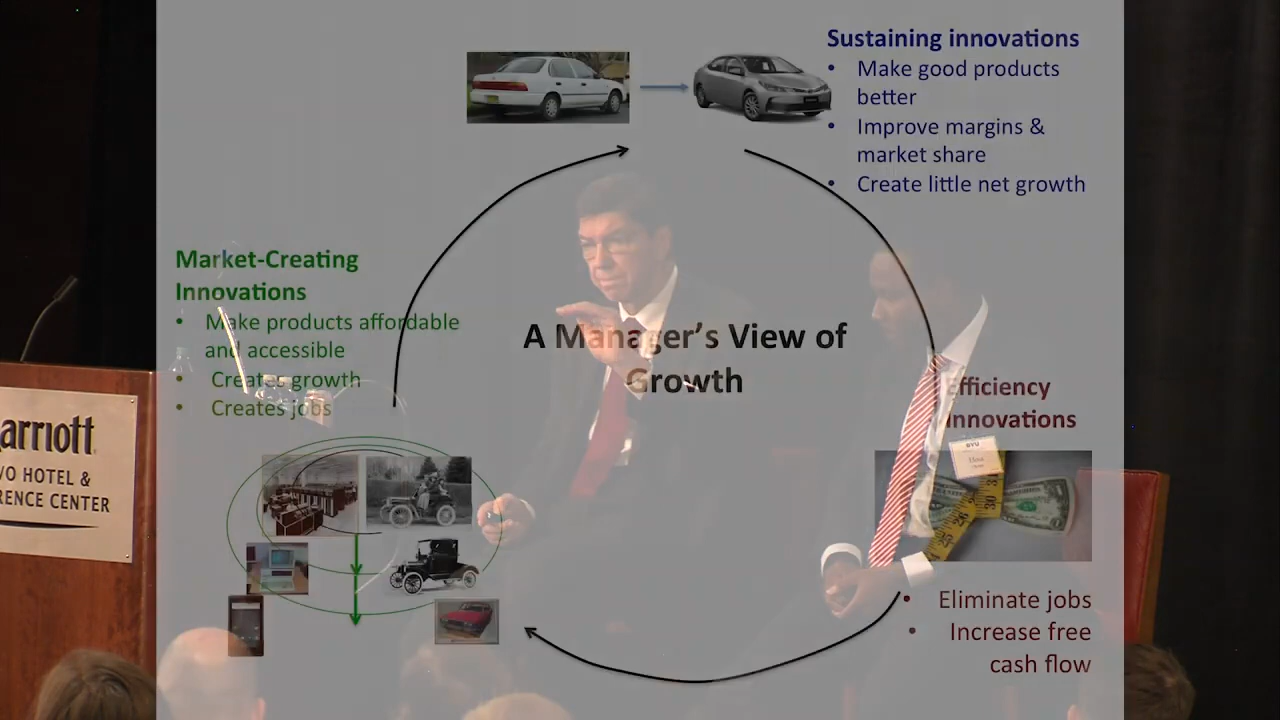 Sustaining innovations
• Make good products
better
• Improve margins &
market share
• Create little net growth
Market-Creating
Innovations
• Make products affordable
and accessible
• Creates growth
• Creates jobs
A Manager's View of
Growth
Efficiency
Innovations
BYU
• Eliminate jobs
• Increase free
cash flow
arriott
VO HOTEL &
RENCE CENTER